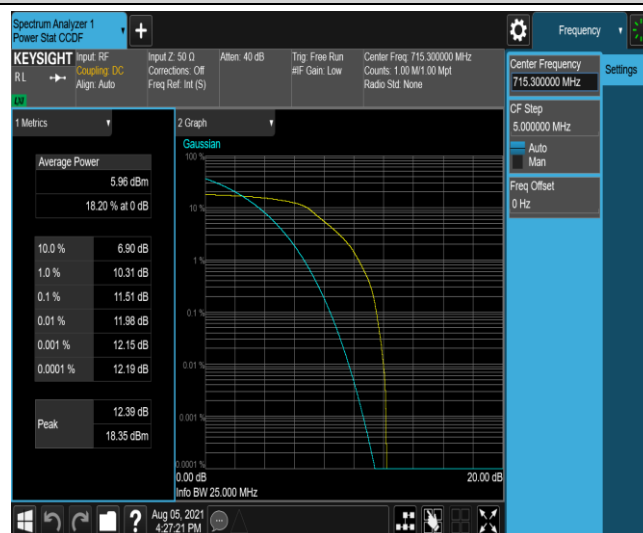 Spectrum Analyzer 1
Power Stat CCDF
Frequency
KEYSIGHT
RL
LXI
Input: RF
Coupling: DC
Align: Auto
Input Z: 50 Ω
Corrections: Off
Freq Ref: Int (S)
Atten: 40 dB
Trig: Free Run
#IF Gain: Low
Center Freq: 715.300000 MHz
Counts: 1.00 M/1.00 Mpt
Radio Std: None
Center Frequency
715.300000 MHz
Settings
CF Step
5.000000 MHz
Auto
Man
Freq Offset
0 Hz
1 Metrics
Average Power
5.96 dBm
18.20 % at 0 dB
10.0 % 6.90 dB
1.0 % 10.31 dB
0.1 % 11.51 dB
0.01 % 11.98 dB
0.001 % 12.15 dB
0.0001 % 12.19 dB
Peak
12.39 dB
18.35 dBm
2 Graph
Gaussian
100 %
10 %
1 %
0.1 %
0.01 %
0.001 %
0.0001 %
0.00 dB 20.00 dB
Info BW 25.000 MHz
?
Aug 05, 2021
4:27:21 PM